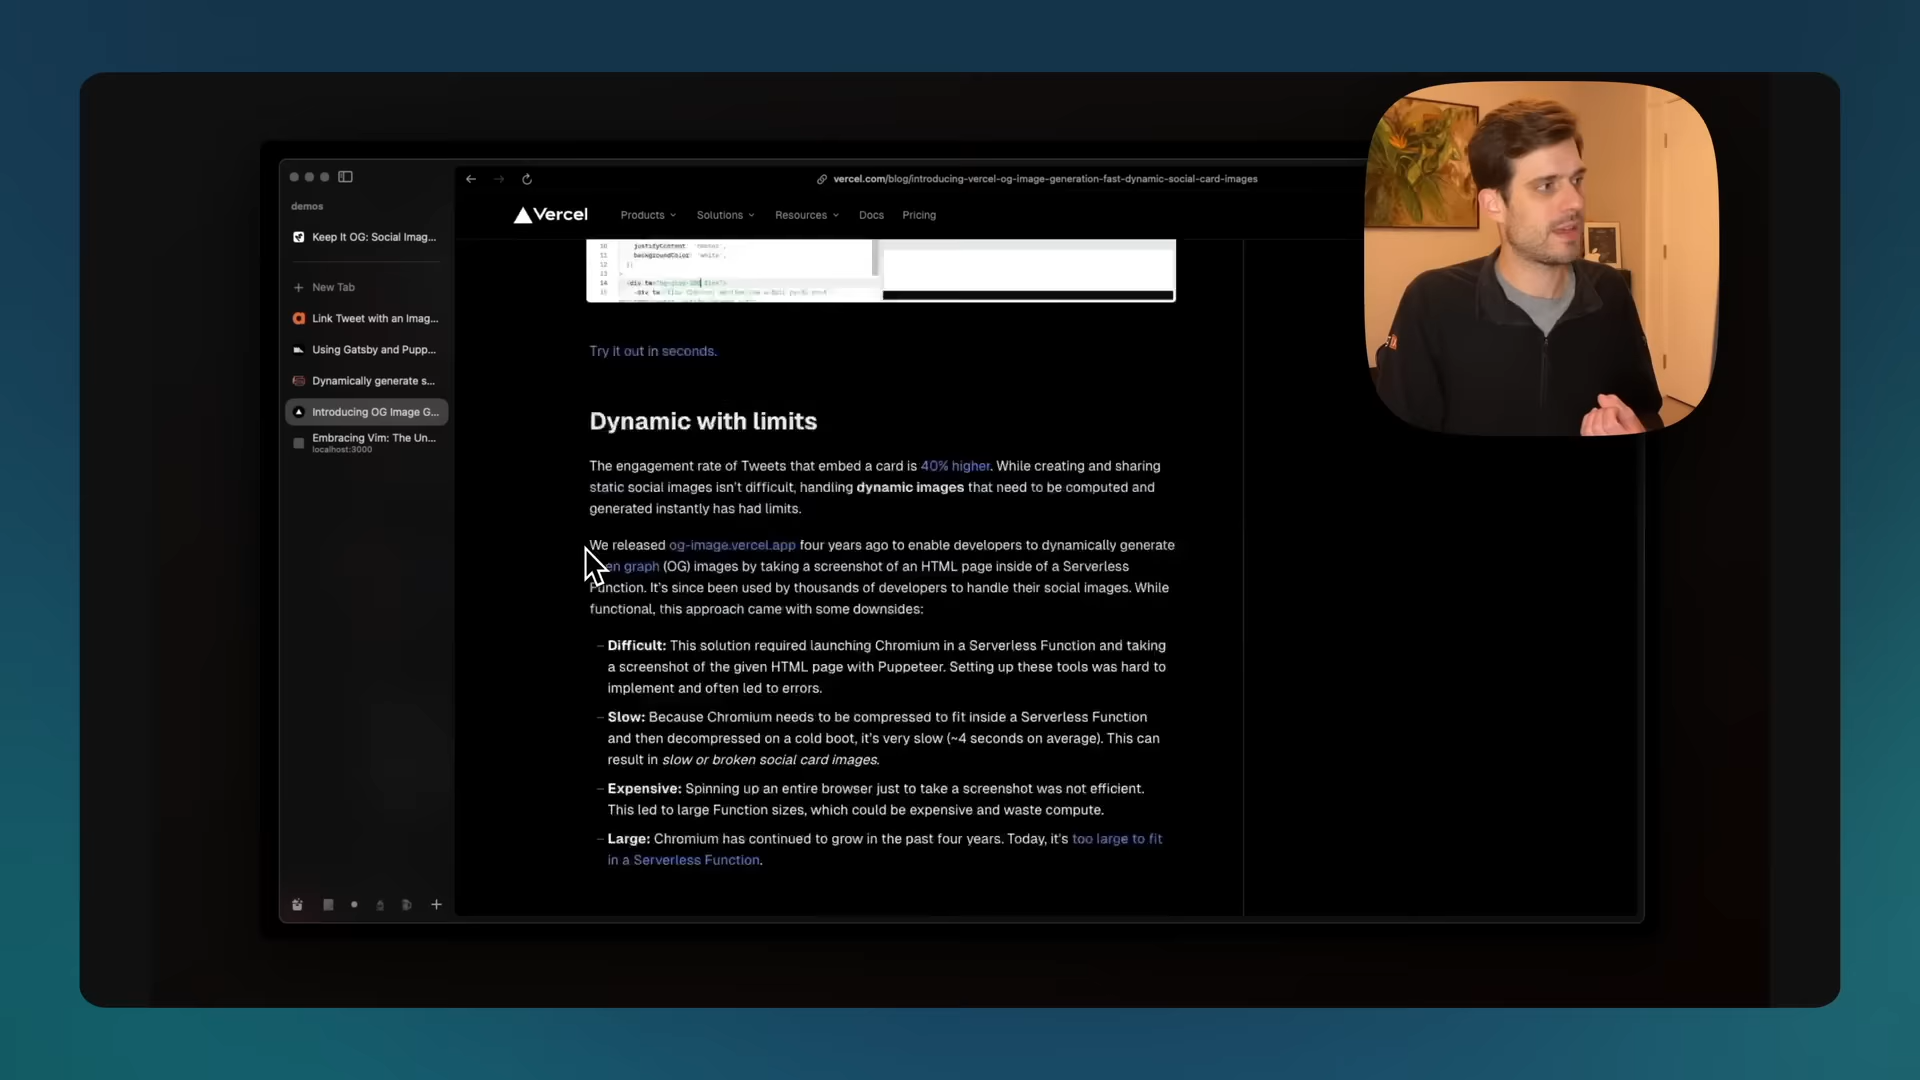 demos
Keep It OG: Social Imag...
New Tab
Link Tweet with an Imag...
Using Gatsby and Pupp...
Dynamically generate s...
Introducing OG Image G...
Embracing Vim: The Un...
localhost:3000
vercel.com/blog/introducing-vercel-og-image-generation-fast-dynamic-social-card-images
Vercel
Products
Solutions
Resources
Docs
Pricing
10
11
12
13
14
15
Try it out in seconds.
Dynamic with limits
The engagement rate of Tweets that embed a card is 40% higher. While creating and sharing
static social images isn't difficult, handling dynamic images that need to be computed and
generated instantly has had limits.
We released og-image.vercel.app four years ago to enable developers to dynamically generate
en graph (OG) images by taking a screenshot of an HTML page inside of a Serverless
Function. It's since been used by thousands of developers to handle their social images. While
functional, this approach came with some downsides:
– Difficult: This solution required launching Chromium in a Serverless Function and taking
a screenshot of the given HTML page with Puppeteer. Setting up these tools was hard to
implement and often led to errors.
– Slow: Because Chromium needs to be compressed to fit inside a Serverless Function
and then decompressed on a cold boot, it's very slow (~4 seconds on average). This can
result in slow or broken social card images.
– Expensive: Spinning up an entire browser just to take a screenshot was not efficient.
This led to large Function sizes, which could be expensive and waste compute.
– Large: Chromium has continued to grow in the past four years. Today, it's too large to fit
in a Serverless Function.